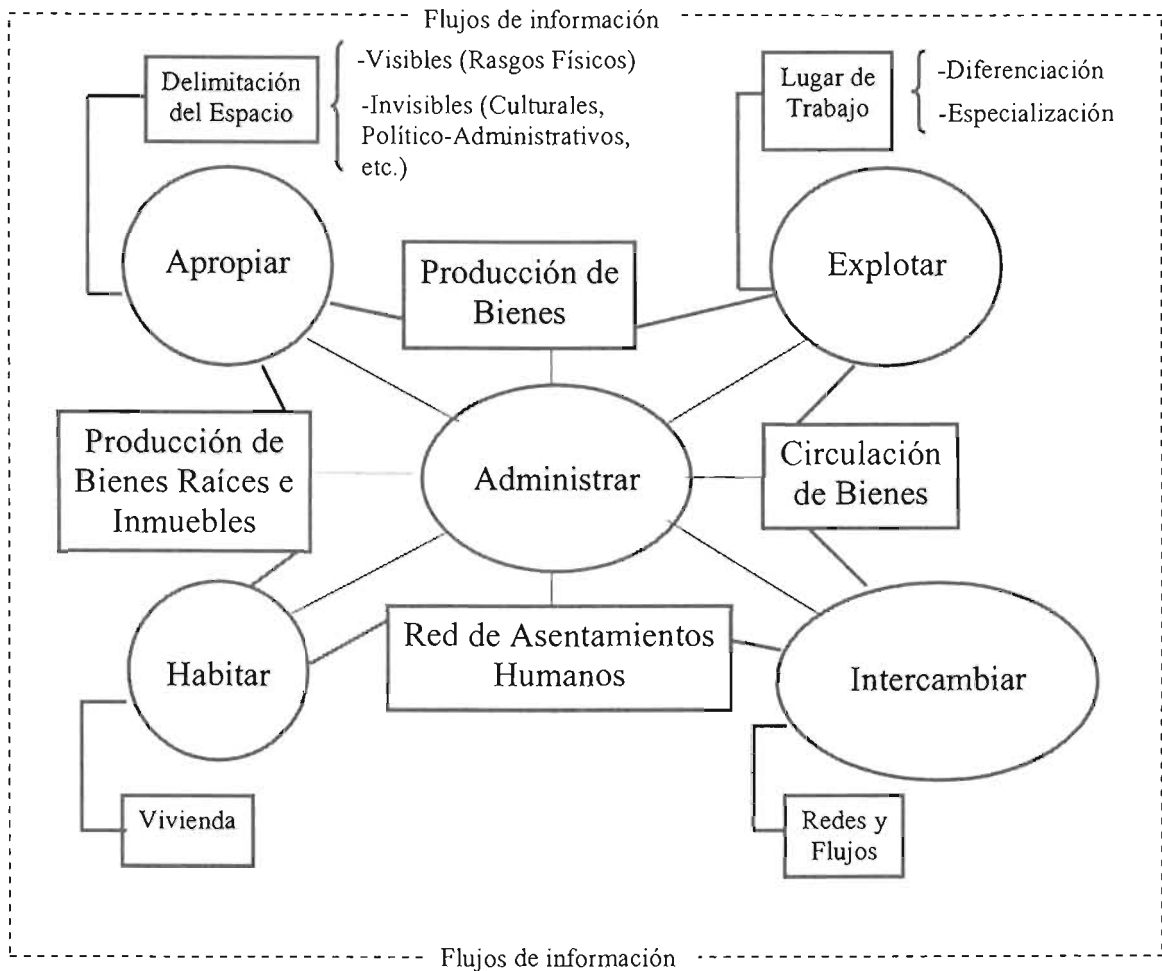 Flujos de información
Delimitación
del Espacio
-Visibles (Rasgos Físicos)
-Invisibles (Culturales,
Político-Administrativos,
etc.)
Lugar de
Trabajo
-Diferenciación
-Especialización
Apropiar
Producción de
Bienes
Explotar
Producción de
Bienes Raíces e
Inmuebles
Administrar
Circulación
de Bienes
Habitar
Red de Asentamientos
Humanos
Intercambiar
Vivienda
Redes y
Flujos
Flujos de información